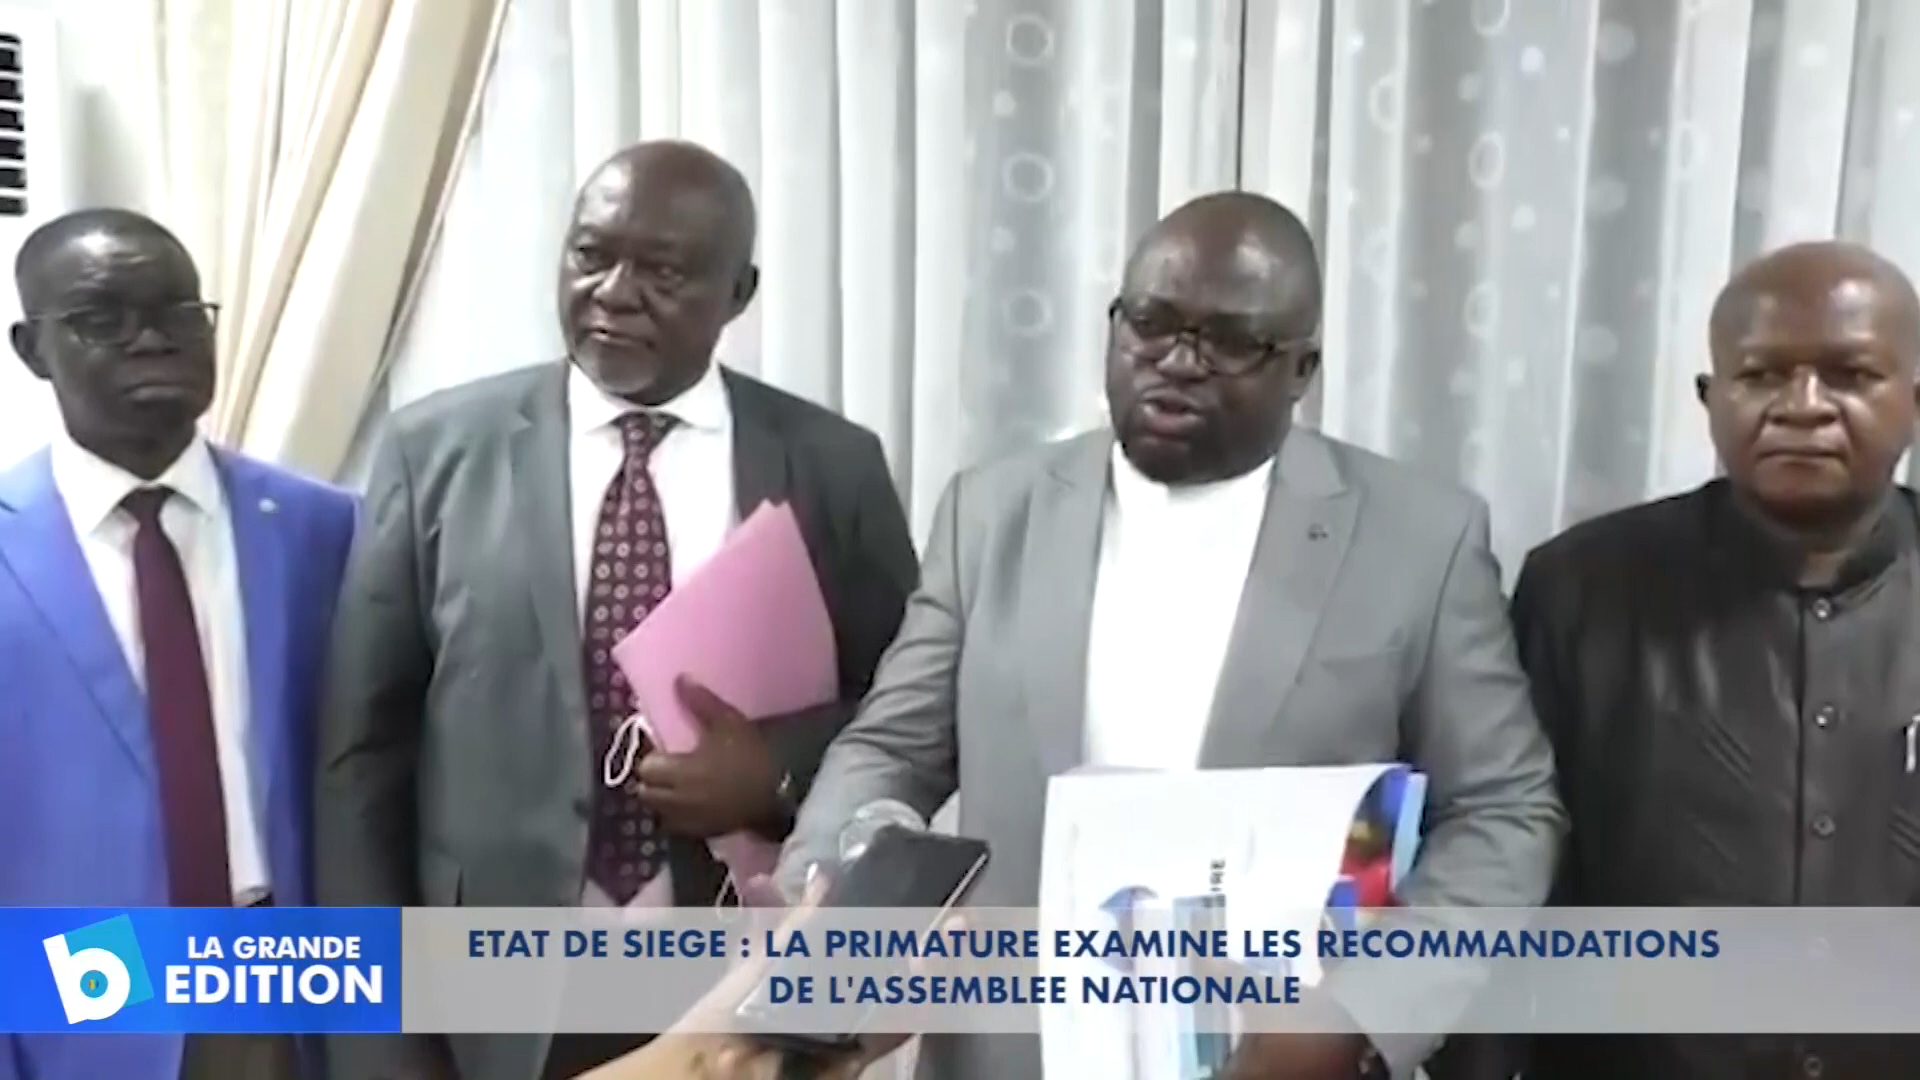 LA GRANDE
EDITION
ETAT DE SIEGE : LA PRIMATURE EXAMINE LES RECOMMANDATIONS
DE L'ASSEMBLEE NATIONALE